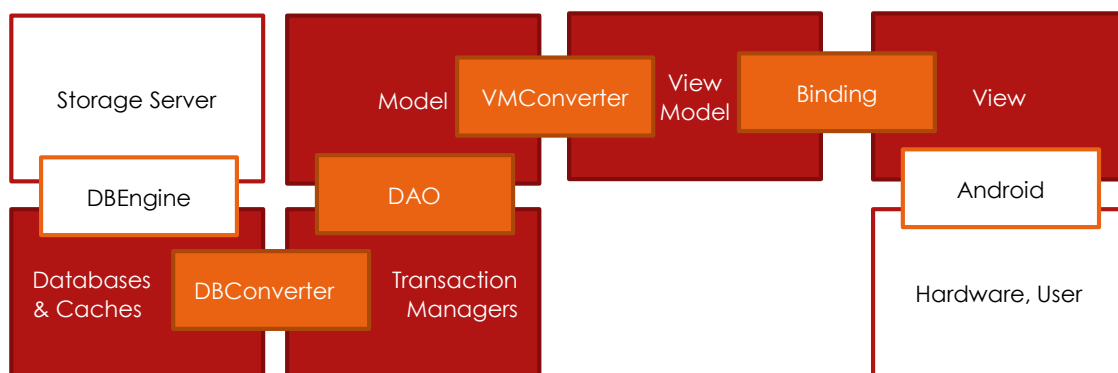 Storage Server
DBEngine
Databases
& Caches
DBConverter
Transaction
Managers
DAO
Model
VMConverter
View
Model
Binding
View
Android
Hardware, User